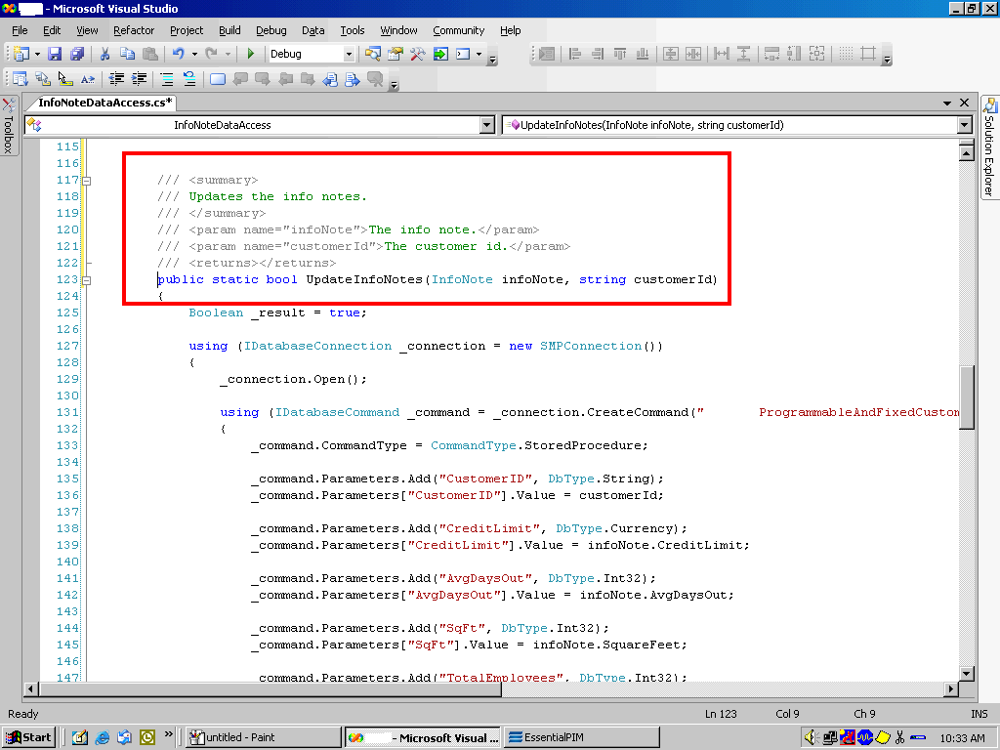 - Microsoft Visual Studio
File Edit View Refactor Project Build Debug Data Tools Window Community Help
Debug
InfoNoteDataAccess.cs*
InfoNoteDataAccess
UpdateInfoNotes(InfoNote infoNote, string customerId)
Toolbox
Solution Explorer
115
116
117 /// <summary>
118 /// Updates the info notes.
119 /// </summary>
120 /// <param name="infoNote">The info note.</param>
121 /// <param name="customerId">The customer id.</param>
122 /// <returns></returns>
123 public static bool UpdateInfoNotes(InfoNote infoNote, string customerId)
124 {
125 Boolean _result = true;
126
127 using (IDatabaseConnection _connection = new SMPConnection())
128 {
129 _connection.Open();
130
131 using (IDatabaseCommand _command = _connection.CreateCommand(" ProgrammableAndFixedCustom
132 {
133 _command.CommandType = CommandType.StoredProcedure;
134
135 _command.Parameters.Add("CustomerID", DbType.String);
136 _command.Parameters["CustomerID"].Value = customerId;
137
138 _command.Parameters.Add("CreditLimit", DbType.Currency);
139 _command.Parameters["CreditLimit"].Value = infoNote.CreditLimit;
140
141 _command.Parameters.Add("AvgDaysOut", DbType.Int32);
142 _command.Parameters["AvgDaysOut"].Value = infoNote.AvgDaysOut;
143
144 _command.Parameters.Add("SqFt", DbType.Int32);
145 _command.Parameters["SqFt"].Value = infoNote.SquareFeet;
146
147 _command.Parameters.Add("TotalEmployees", DbType.Int32);
Ready Ln 123 Col 9 Ch 9 INS
Start » untitled - Paint - Microsoft Visual ... EssentialPIM 10:33 AM